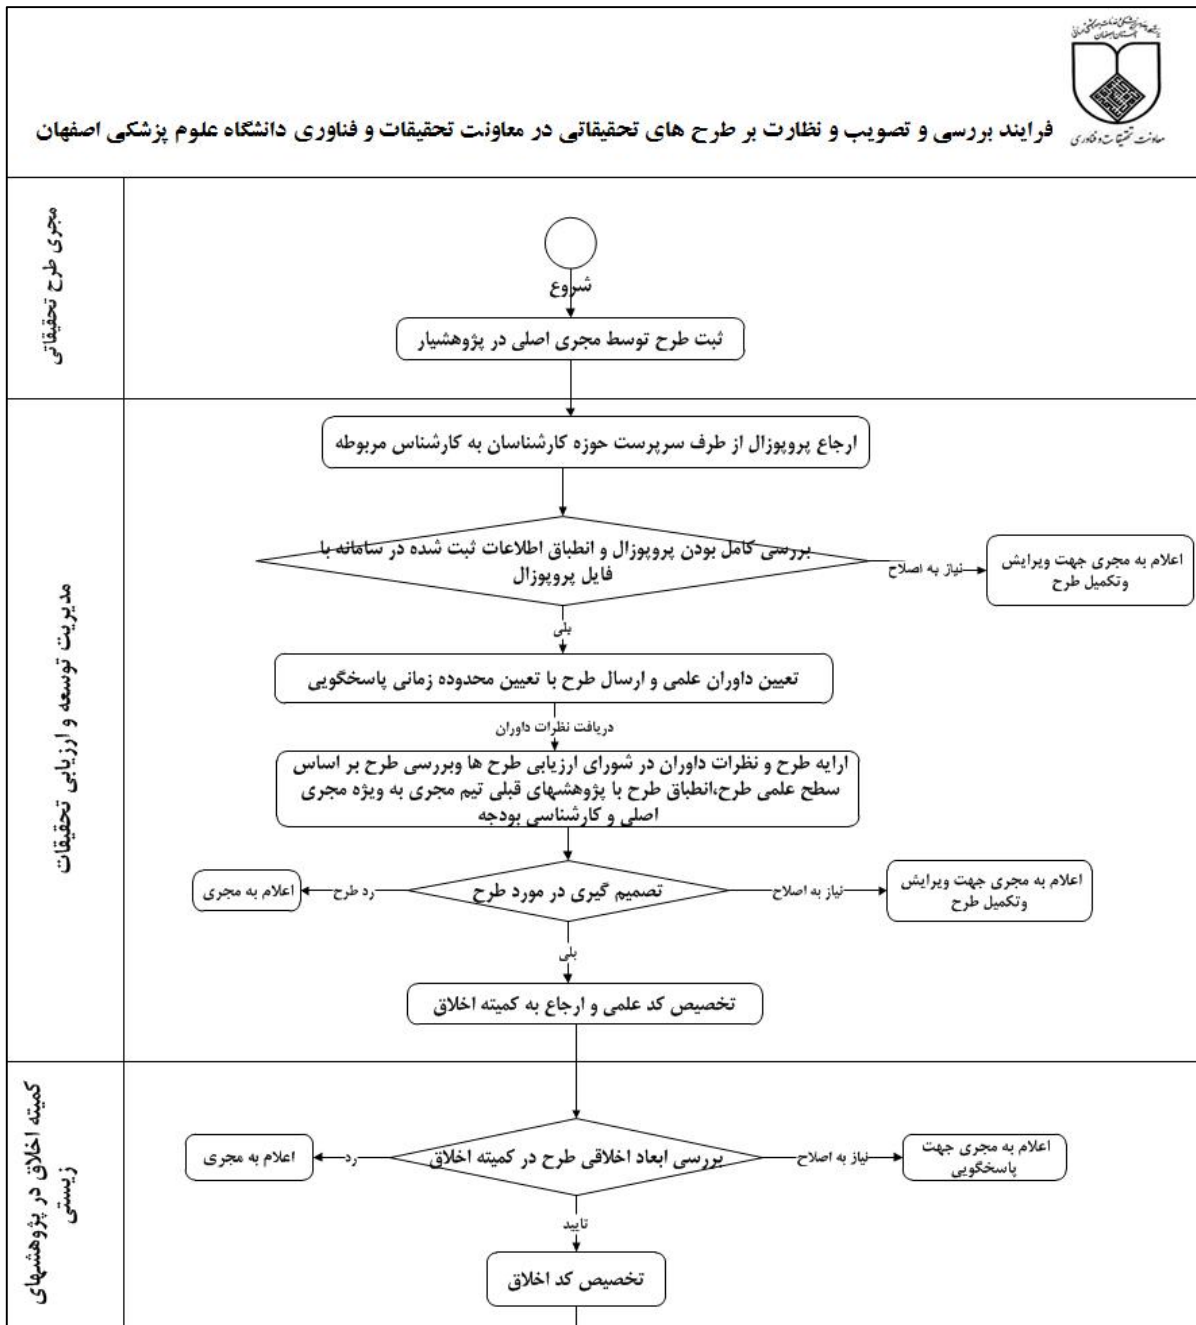 معاونت تحقیقات و فناوری
فرایند بررسی و تصویب و نظارت بر طرح های تحقیقاتی در معاونت تحقیقات و فناوری دانشگاه علوم پزشکی اصفهان
مجری طرح تحقیقاتی
شروع
ثبت طرح توسط مجری اصلی در پژوهشیار
مدیریت توسعه و ارزیابی تحقیقات
ارجاع پروپوزال از طرف سرپرست حوزه کارشناسان به کارشناس مربوطه
بررسی کامل بودن پروپوزال و انطباق اطلاعات ثبت شده در سامانه با
فایل پروپوزال
نیاز به اصلاح
اعلام به مجری جهت ویرایش
وتکمیل طرح
بلی
تعیین داوران علمی و ارسال طرح با تعیین محدوده زمانی پاسخگویی
دریافت نظرات داوران
ارایه طرح و نظرات داوران در شورای ارزیابی طرح ها وبررسی طرح بر اساس
سطح علمی طرح،انطباق طرح با پژوهشهای قبلی تیم مجری به ویژه مجری
اصلی و کارشناسی بودجه
تصمیم گیری در مورد طرح
نیاز به اصلاح
اعلام به مجری جهت ویرایش
وتکمیل طرح
رد طرح
اعلام به مجری
بلی
تخصیص کد علمی و ارجاع به کمیته اخلاق
کمیته اخلاق در پژوهشهای
زیستی
بررسی ابعاد اخلاقی طرح در کمیته اخلاق
نیاز به اصلاح
اعلام به مجری جهت
پاسخگویی
رد
اعلام به مجری
تایید
تخصیص کد اخلاق